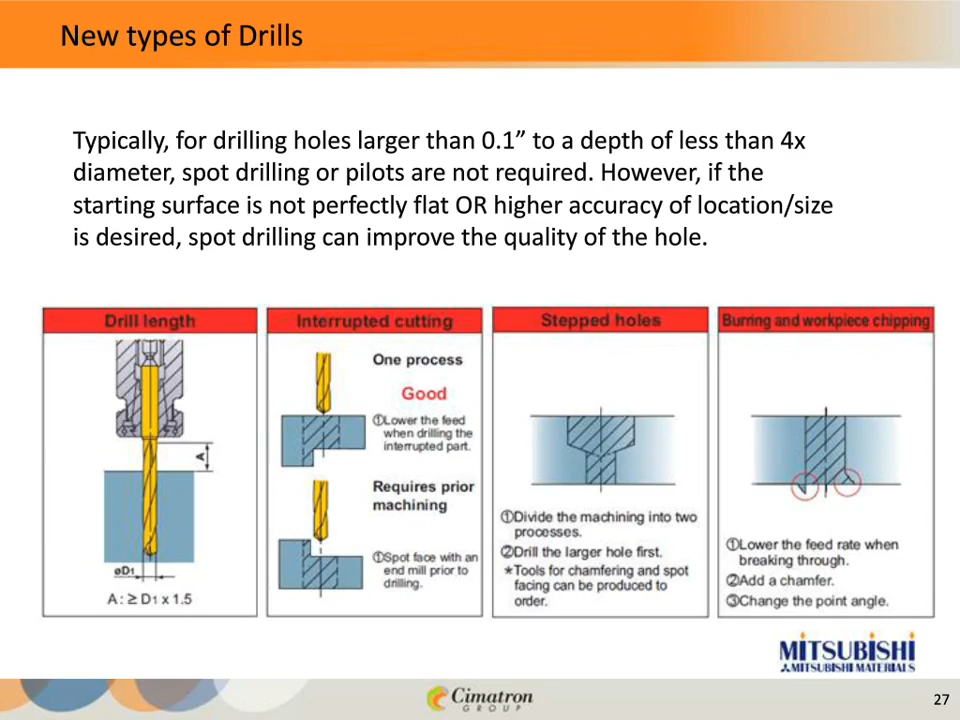 New types of Drills
Typically, for drilling holes larger than 0.1” to a depth of less than 4x
diameter, spot drilling or pilots are not required. However, if the
starting surface is not perfectly flat OR higher accuracy of location/size
is desired, spot drilling can improve the quality of the hole.
Drill length
A
øD1
A : ≥ D1 x 1.5
Interrupted cutting
One process
Good
①Lower the feed
when drilling the
interrupted part.
Requires prior
machining
①Spot face with an
end mill prior to
drilling.
Stepped holes
①Divide the machining into two
processes.
②Drill the larger hole first.
*Tools for chamfering and spot
facing can be produced to
order.
Burring and workpiece chipping
①Lower the feed rate when
breaking through.
②Add a chamfer.
③Change the point angle.
MITSUBISHI
MITSUBISHI MATERIALS
Cimatron
GROUP
27